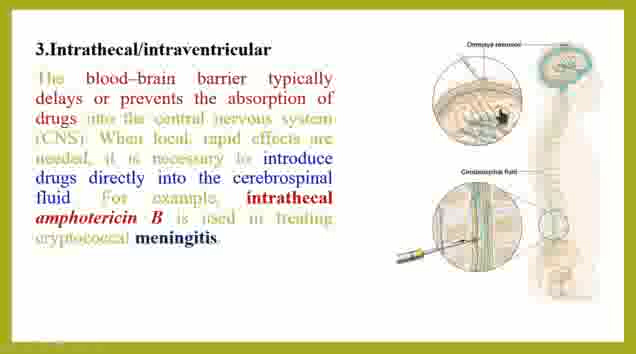 3.Intrathecal/intraventricular
The blood–brain barrier typically
delays or prevents the absorption of
drugs into the central nervous system
(CNS). When local, rapid effects are
needed, it is necessary to introduce
drugs directly into the cerebrospinal
fluid For example, intrathecal
amphotericin B is used in treating
cryptococcal meningitis.
Ommaya reservoir
Cerebrospinal fluid